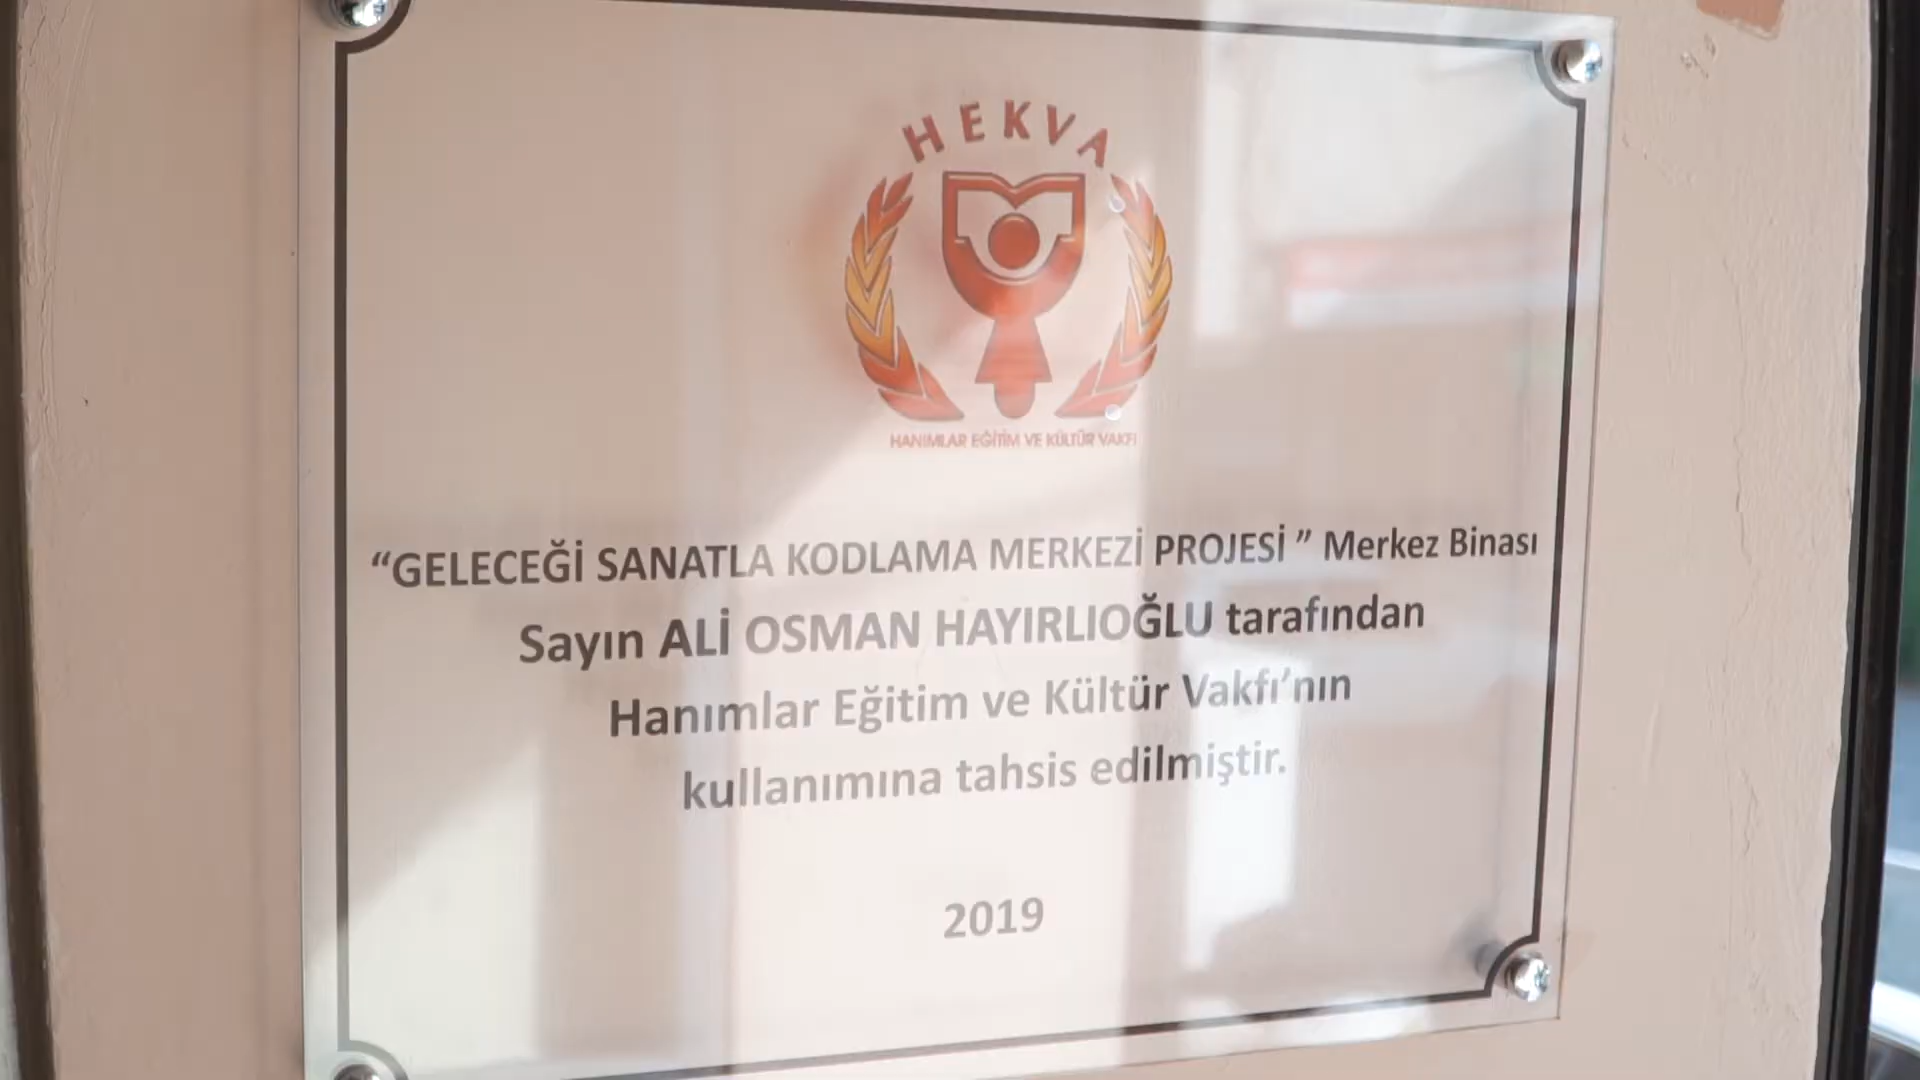 HEKVA
HANIMLAR EĞİTİM VE KÜLTÜR VAKFI
“GELECEĞİ SANATLA KODLAMA MERKEZİ PROJESİ ” Merkez Binası
Sayın ALİ OSMAN HAYIRLIOĞLU tarafından
Hanımlar Eğitim ve Kültür Vakfı’nın
kullanımına tahsis edilmiştir.
2019